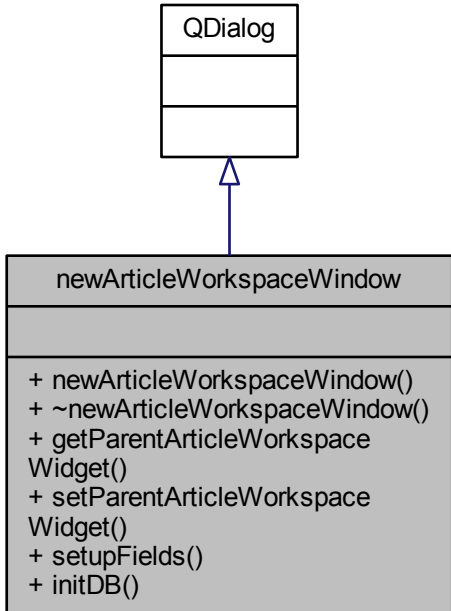 QDialog
newArticleWorkspaceWindow
+ newArticleWorkspaceWindow()
+ ~newArticleWorkspaceWindow()
+ getParentArticleWorkspace
Widget()
+ setParentArticleWorkspace
Widget()
+ setupFields()
+ initDB()